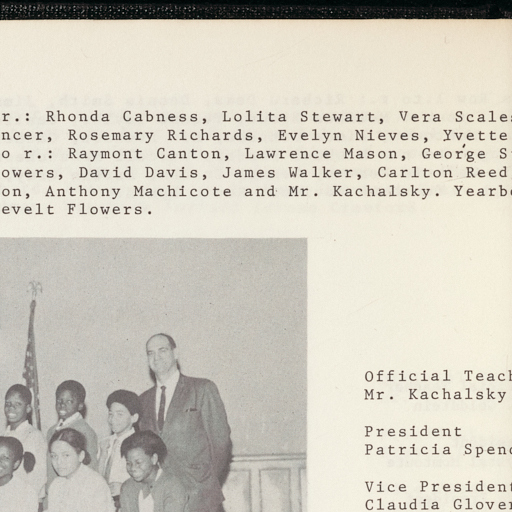 r.: Rhonda Cabness, Lolita Stewart, Vera Scales
ncer, Rosemary Richards, Evelyn Nieves, Yvette
o r.: Raymont Canton, Lawrence Mason, George S
owers, David Davis, James Walker, Carlton Reed
on, Anthony Machicote and Mr. Kachalsky. Yearbo
evelt Flowers.
Official Teach
Mr. Kachalsky
President
Patricia Spenc
Vice President
Claudia Glover